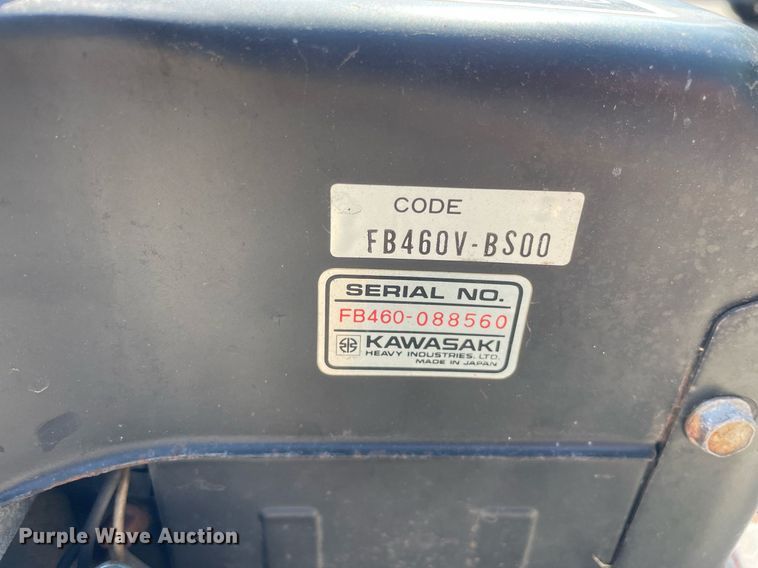 CODE
FB460V-BS00
SERIAL NO.
FB460-088560
KAWASAKI
HEAVY INDUSTRIES, LTD.
MADE IN JAPAN
Purple Wave Auction